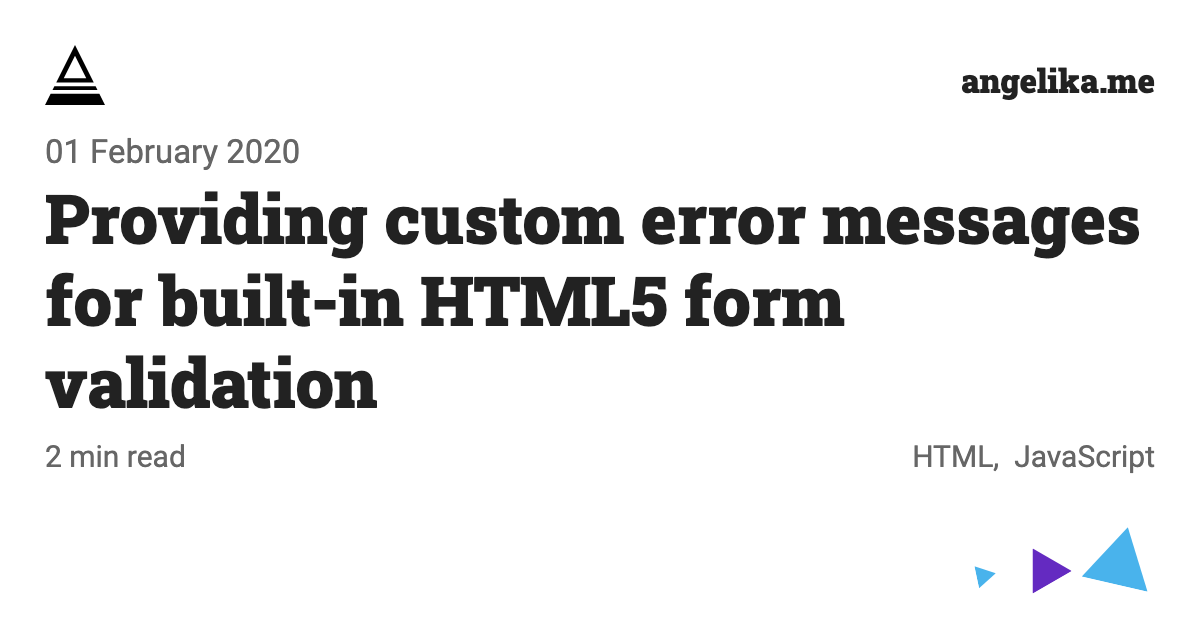 angelika.me
01 February 2020
Providing custom error messages
for built-in HTML5 form
validation
2 min read
HTML, JavaScript